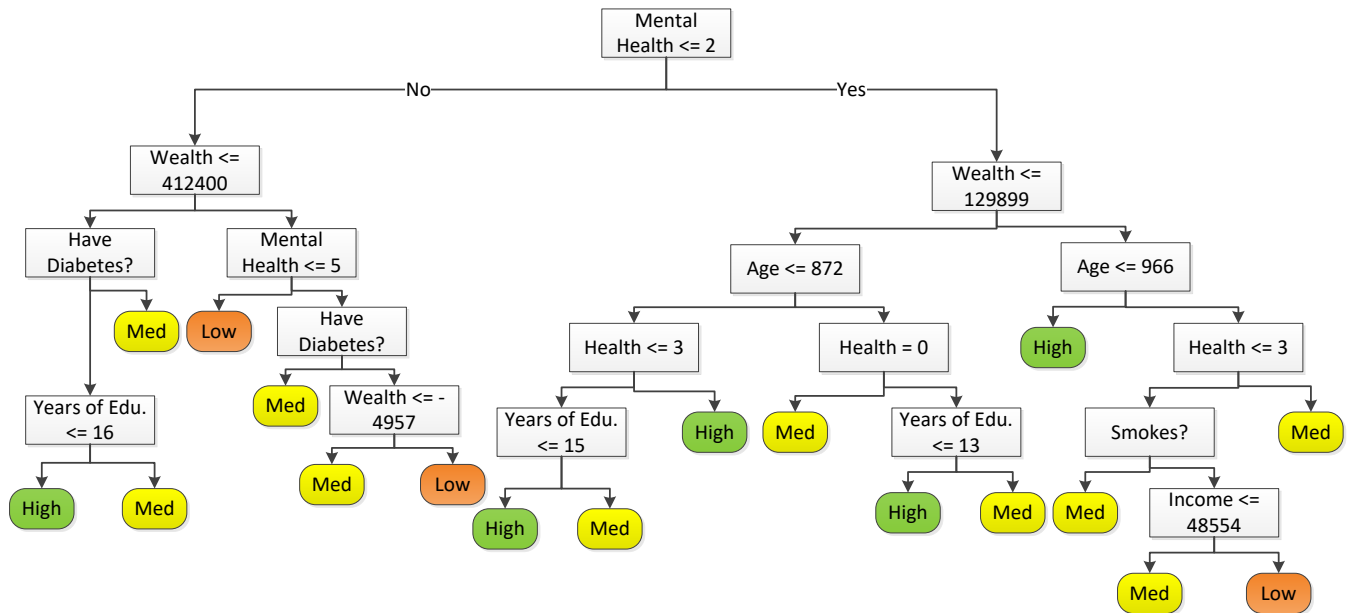 Mental
Health <= 2
No
Yes
Wealth <=
412400
Wealth <=
129899
Have
Diabetes?
Mental
Health <= 5
Age <= 872
Age <= 966
Med
Low
Have
Diabetes?
Health <= 3
Health = 0
High
Health <= 3
Years of Edu.
<= 16
Med
Wealth <= -
4957
Years of Edu.
<= 15
High
Med
Years of Edu.
<= 13
Smokes?
Med
High
Med
Med
Low
High
Med
High
Med
Med
Income <=
48554
Med
Low